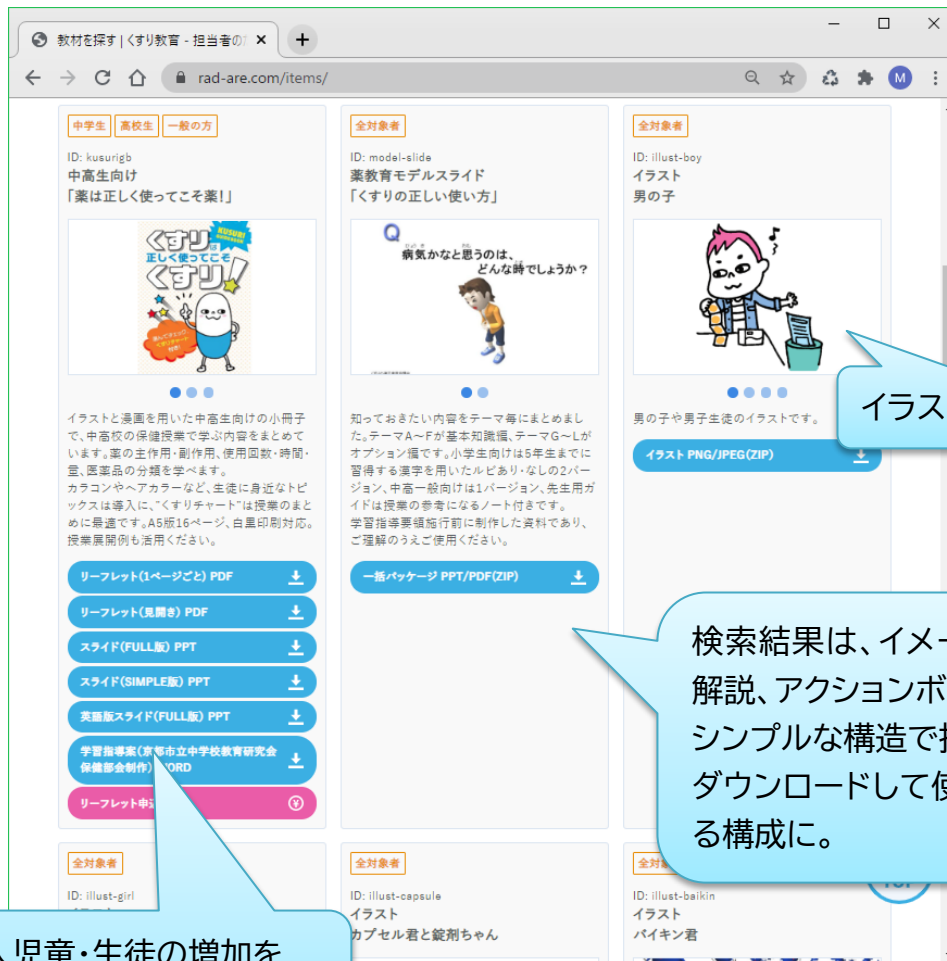 教材を探す | くすり教育 - 担当者の
rad-are.com/items/
M
中学生 高校生 一般の方
ID: kusurigb
中高生向け
「薬は正しく使ってこそ薬!」
くすりは
KUSURI
正しく使ってこそ
くすり!
イラストと漫画を用いた中高生向けの小冊子
で、中高校の保健授業で学ぶ内容をまとめて
います。薬の主作用・副作用、使用回数・時間・
量、医薬品の分類を学べます。
カラコンやヘアカラーなど、生徒に身近なトピ
ックスは導入に、"くすりチャート"は授業のまと
めに最適です。A5版16ページ、白黒印刷対応。
授業展開例も活用ください。
リーフレット(1ページごと) PDF
リーフレット(見開き) PDF
スライド(FULL版) PPT
スライド(SIMPLE版) PPT
英語版スライド(FULL版) PPT
学習指導案(京都市立中学校教育研究会
保健部会制作)
リーフレット申
全対象者
ID: model-slide
薬教育モデルスライド
「くすりの正しい使い方」
Q
びょうき おも
病気かなと思うのは、
どんな時でしょうか?
知っておきたい内容をテーマ毎にまとめまし
た。テーマA～Fが基本知識編、テーマG～Lが
オプション編です。小学生向けは5年生までに
習得する漢字を用いたルビあり・なしの2バー
ジョン、中高一般向けは1バージョン、先生用ガ
イドは授業の参考になるノート付きです。
学習指導要領施行前に制作した資料であり、
ご理解のうえご使用ください。
一括パッケージ PPT/PDF(ZIP)
全対象者
ID: illust-boy
イラスト
男の子
男の子や男子生徒のイラストです。
イラスト PNG/JPEG(ZIP)
イラス
検索結果は、イメー
解説、アクションボ
シンプルな構造で
ダウンロードして使
る構成に。
全対象者
ID: illust-girl
全対象者
ID: illust-capsule
イラスト
カプセル君と錠剤ちゃん
全対
ID: illust-baikin
イラスト
バイキン君
児童・生徒の増加を